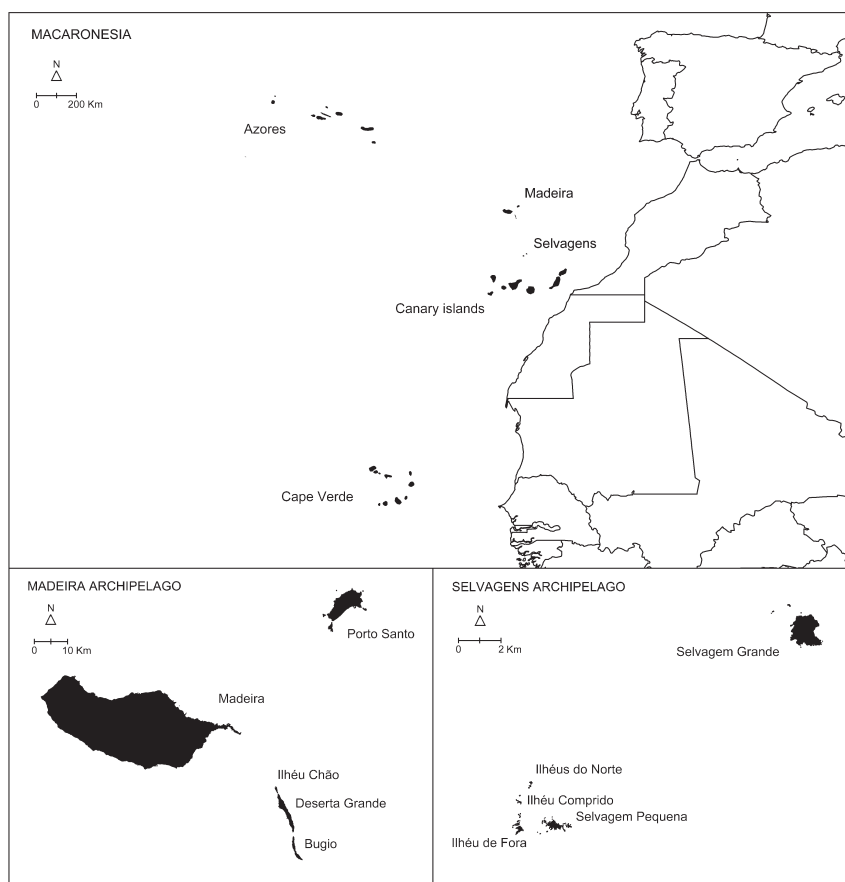 MACARONESIA
N
0 200 Km
Azores
Madeira
Selvagens
Canary islands
Cape Verde
MADEIRA ARCHIPELAGO
N
0 10 Km
Porto Santo
Madeira
Ilhéu Chão
Deserta Grande
Bugio
SELVAGENS ARCHIPELAGO
N
0 2 Km
Selvagem Grande
Ilhéus do Norte
Ilhéu Comprido
Selvagem Pequena
Ilhéu de Fora